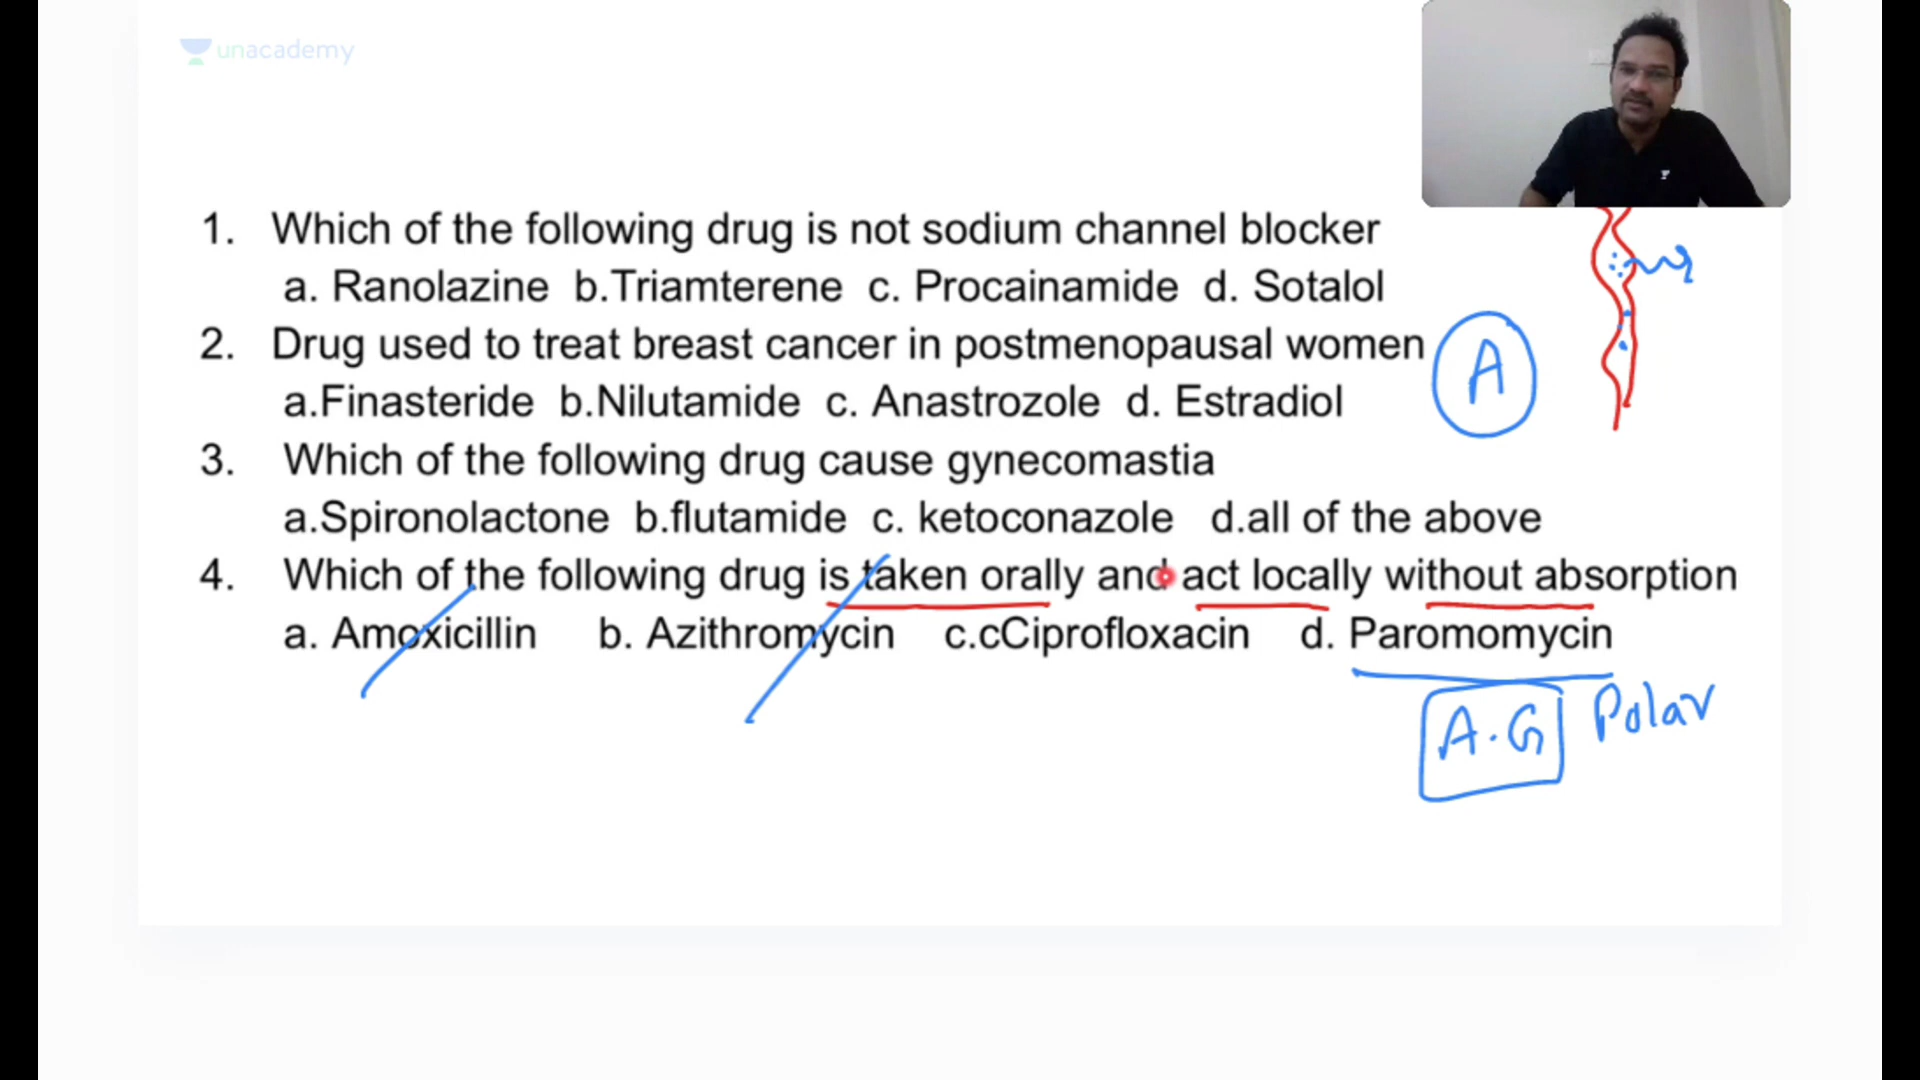 unacademy
1. Which of the following drug is not sodium channel blocker
a. Ranolazine b.Triamterene c. Procainamide d. Sotalol
2. Drug used to treat breast cancer in postmenopausal women
A
a.Finasteride b.Nilutamide c. Anastrozole d. Estradiol
3. Which of the following drug cause gynecomastia
a.Spironolactone b.flutamide c. ketoconazole d.all of the above
4. Which of the following drug is taken orally and act locally without absorption
a. Amoxicillin b. Azithromycin c.cCiprofloxacin d. Paromomycin
A.G Polar